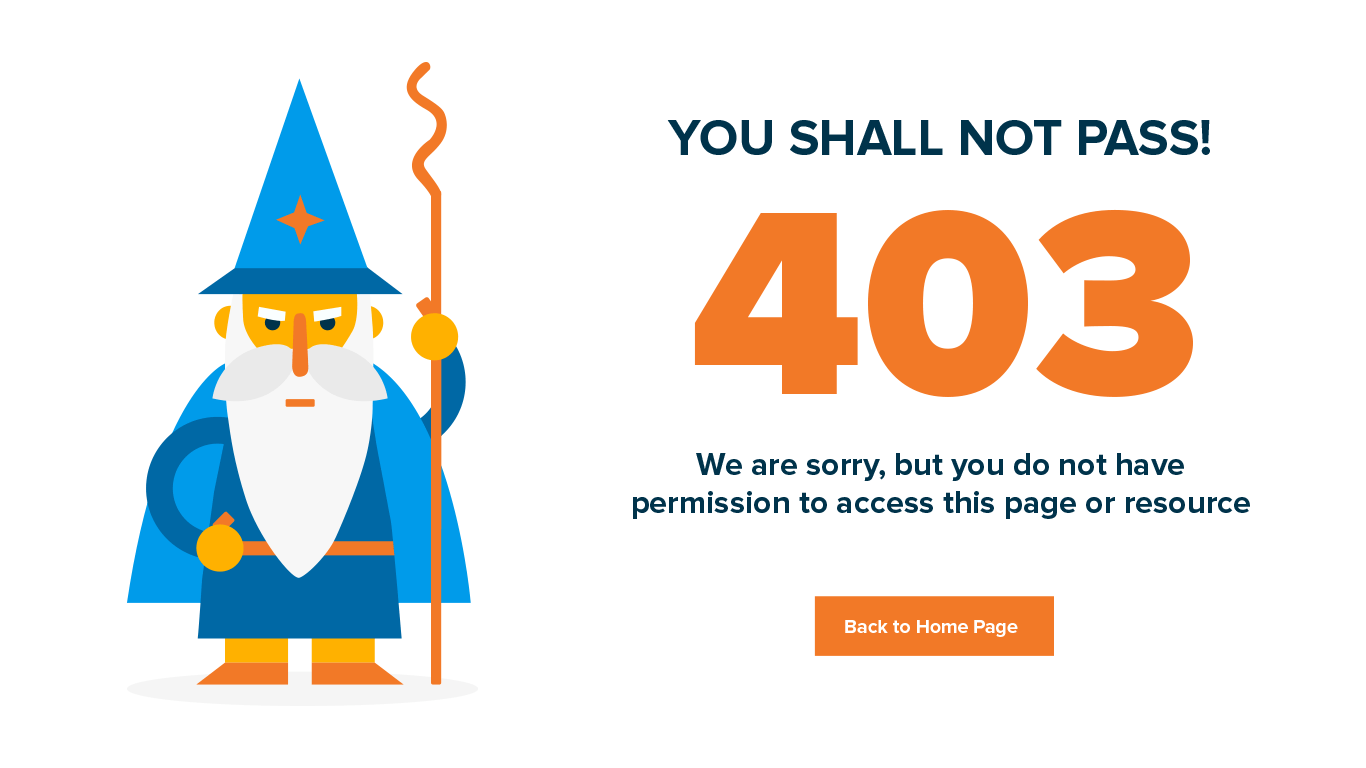 YOU SHALL NOT PASS!
403
We are sorry, but you do not have
permission to access this page or resource
Back to Home Page